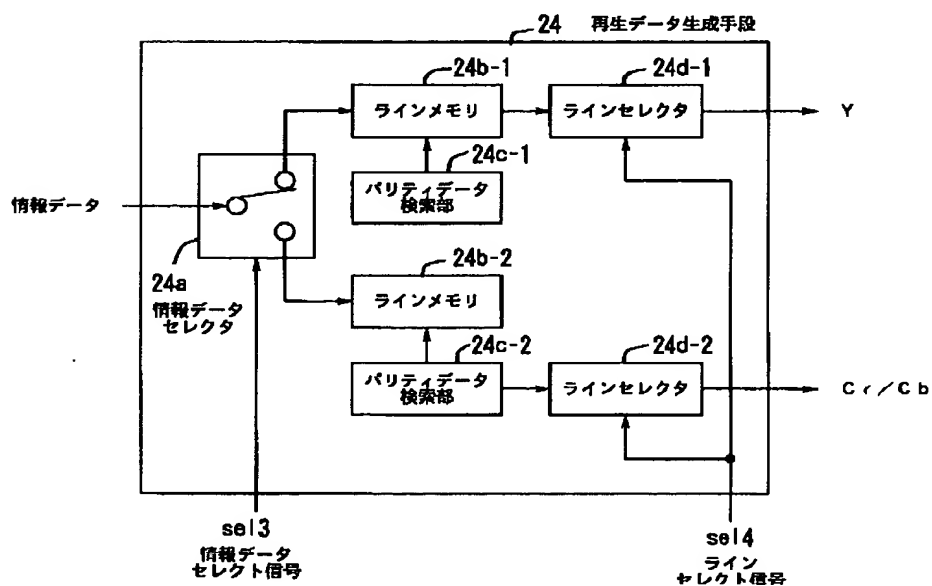 24 再生データ生成手段
24b-1
24d-1
ラインメモリ
ラインセレクタ
Y
24c-1
パリティデータ
検索部
情報データ
24b-2
24a
情報データ
セレクタ
ラインメモリ
24c-2
24d-2
パリティデータ
検索部
ラインセレクタ
Cr/Cb
sel3
情報データ
セレクト信号
sel4
ライン
セレクト信号